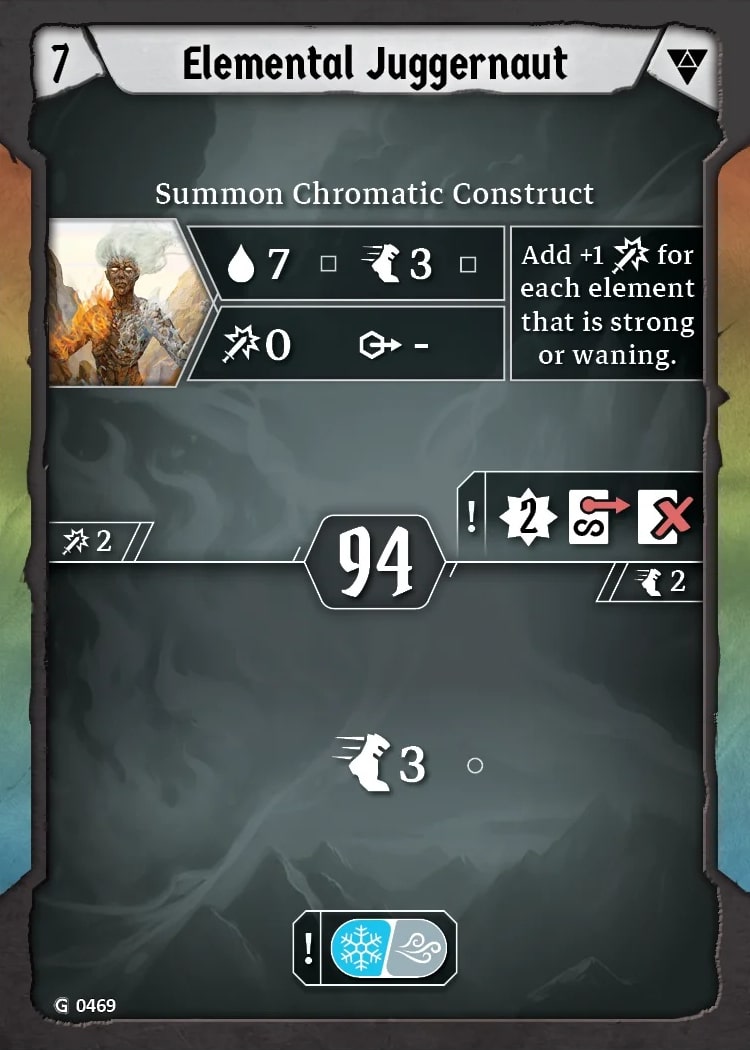 7
Elemental Juggernaut
Summon Chromatic Construct
7
3
0
-
Add +1 for
each element
that is strong
or waning.
2
94
! 2
2
3
!
G 0469